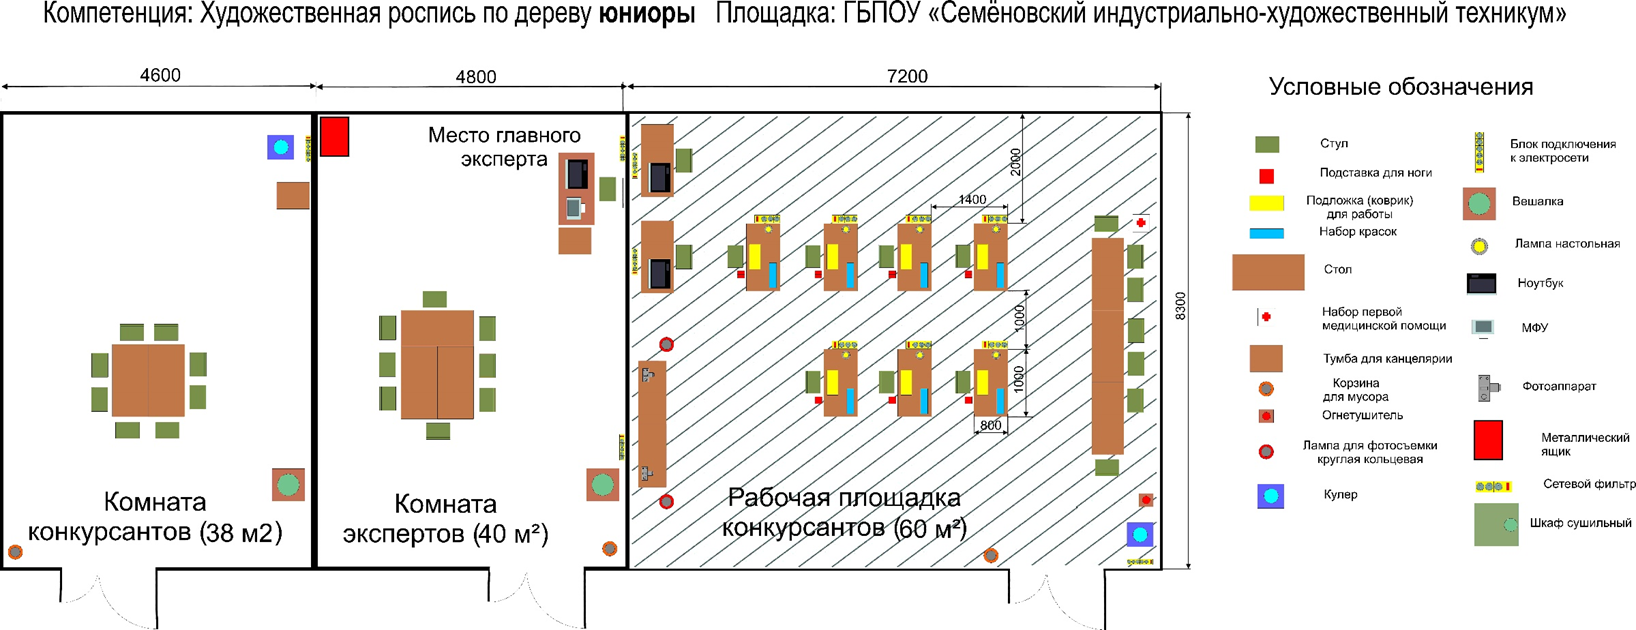 Компетенция: Художественная роспись по дереву юниоры Площадка: ГБПОУ «Семёновский индустриально-художественный техникум»
4600
4800
7200
Место главного
эксперта
2000
1400
1000
1000
800
8300
Комната
конкурсантов (38 м2)
Комната
экспертов (40 м²)
Рабочая площадка
конкурсантов (60 м²)
Условные обозначения
Стул
Подставка для ноги
Подложка (коврик)
для работы
Набор красок
Стол
Набор первой
медицинской помощи
Тумба для канцелярии
Корзина
для мусора
Огнетушитель
Лампа для фотосъемки
круглая кольцевая
Кулер
Блок подключения
к электросети
Вешалка
Лампа настольная
Ноутбук
МФУ
Фотоаппарат
Металлический
ящик
Сетевой фильтр
Шкаф сушильный